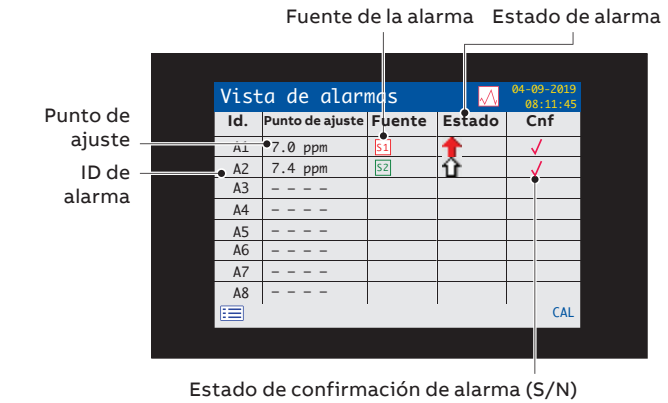 Fuente de la alarma Estado de alarma
Vista de alarmas 04-09-2019
08:11:45
Punto de
ajuste
ID de
alarma
Id. Punto de ajuste Fuente Estado Cnf
A1 7.0 ppm S1
A2 7.4 ppm S2
A3 – – – –
A4 – – – –
A5 – – – –
A6 – – – –
A7 – – – –
A8 – – – –
CAL
Estado de confirmación de alarma (S/N)